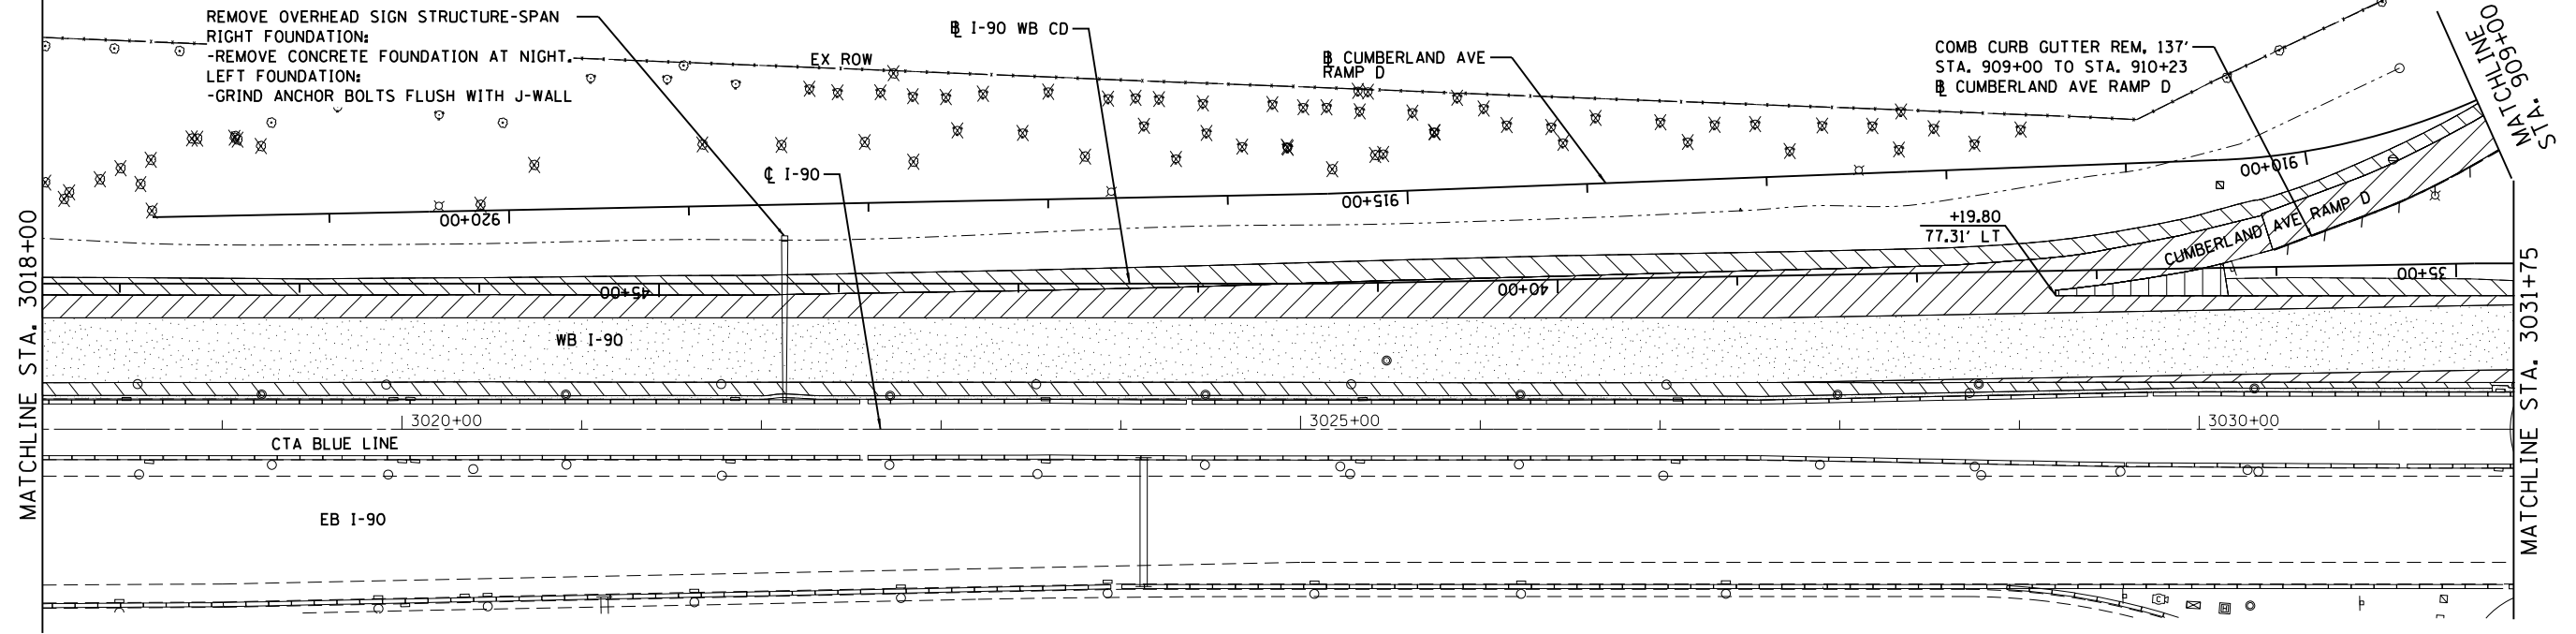 REMOVE OVERHEAD SIGN STRUCTURE-SPAN
RIGHT FOUNDATION:
-REMOVE CONCRETE FOUNDATION AT NIGHT.
LEFT FOUNDATION:
-GRIND ANCHOR BOLTS FLUSH WITH J-WALL
℄ I-90
EX ROW
B I-90 WB CD
B CUMBERLAND AVE
RAMP D
COMB CURB GUTTER REM, 137'
STA. 909+00 TO STA. 910+23
B CUMBERLAND AVE RAMP D
MATCHLINE
STA. 909+00
920+00
915+00
910+00
+19.80
77.31' LT
CUMBERLAND AVE RAMP D
45+00
40+00
35+00
WB I-90
3020+00
3025+00
3030+00
CTA BLUE LINE
EB I-90
MATCHLINE STA. 3018+00
MATCHLINE STA. 3031+75